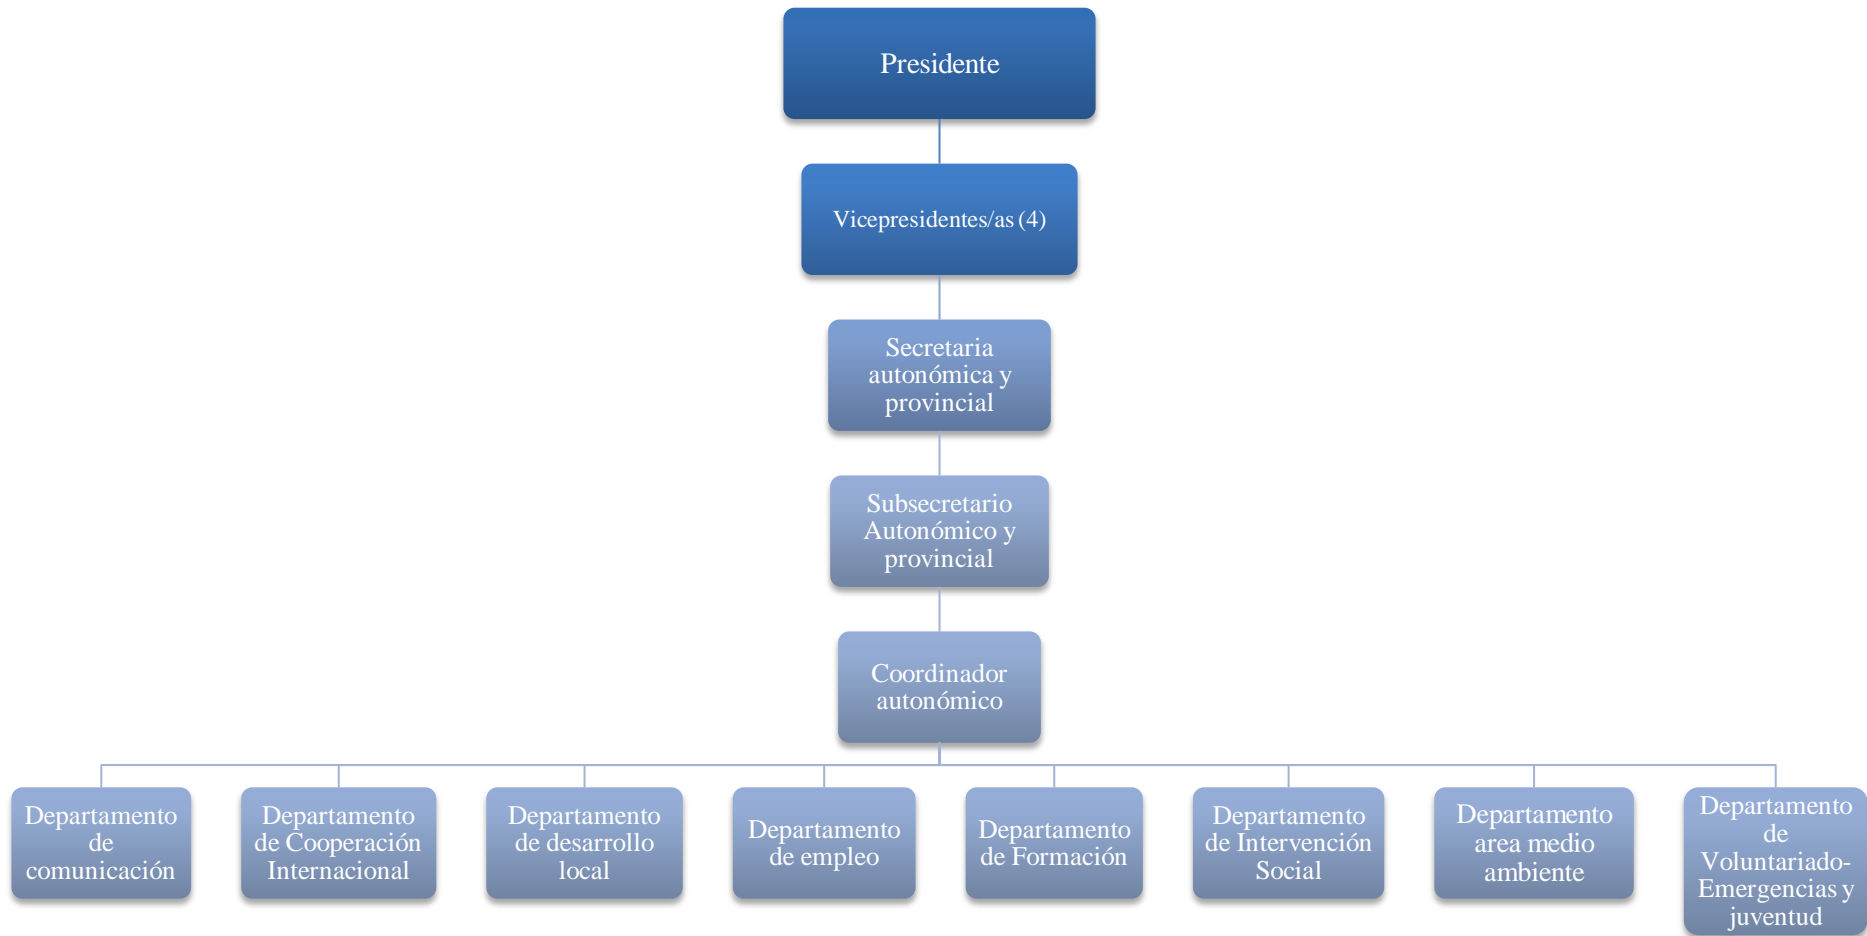 Presidente
Vicepresidentes/as (4)
Secretaria
autonómica y
provincial
Subsecretario
Autonómico y
provincial
Coordinador
autonómico
Departamento
de
comunicación
Departamento
de Cooperación
Internacional
Departamento
de desarrollo
local
Departamento
de empleo
Departamento
de Formación
Departamento
de Intervención
Social
Departamento
area medio
ambiente
Departamento
de
Voluntariado-
Emergencias y
juventud